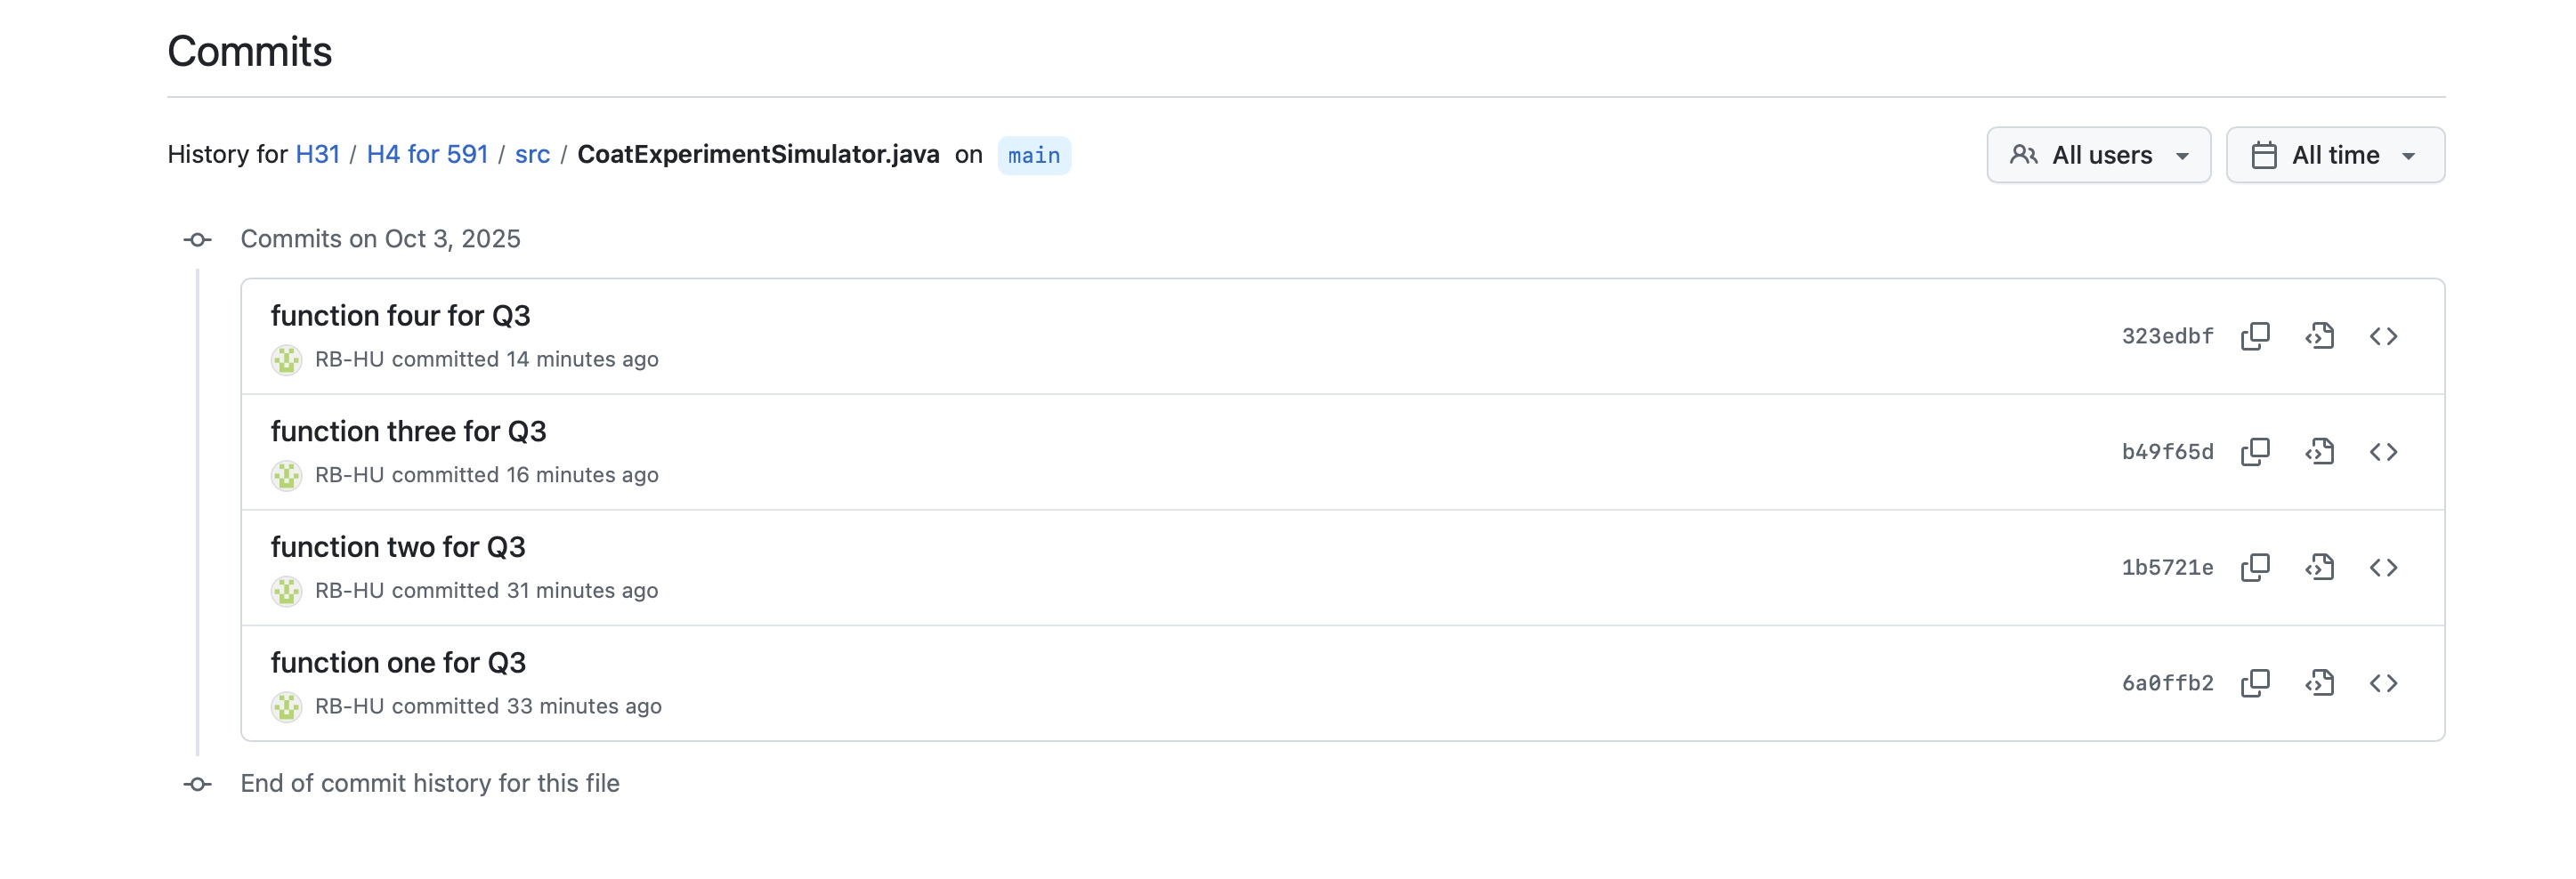 Commits
History for H31 / H4 for 591 / src / CoatExperimentSimulator.java on main
All users
All time
Commits on Oct 3, 2025
function four for Q3
RB-HU committed 14 minutes ago
323edbf
function three for Q3
RB-HU committed 16 minutes ago
b49f65d
function two for Q3
RB-HU committed 31 minutes ago
1b5721e
function one for Q3
RB-HU committed 33 minutes ago
6a0ffb2
End of commit history for this file